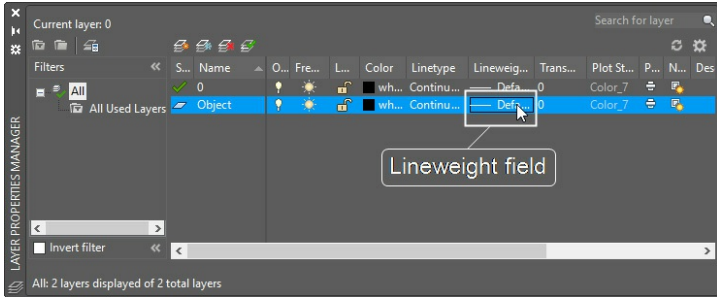 Current layer: 0
Search for layer
Filters
S... Name O... Fre... L... Color Linetype Lineweig... Trans... Plot St... P... N... Des
All
0 wh... Continu... Defa... 0 Color_7
All Used Layers
Object wh... Continu... Defa... 0 Color_7
Lineweight field
LAYER PROPERTIES MANAGER
Invert filter
All: 2 layers displayed of 2 total layers